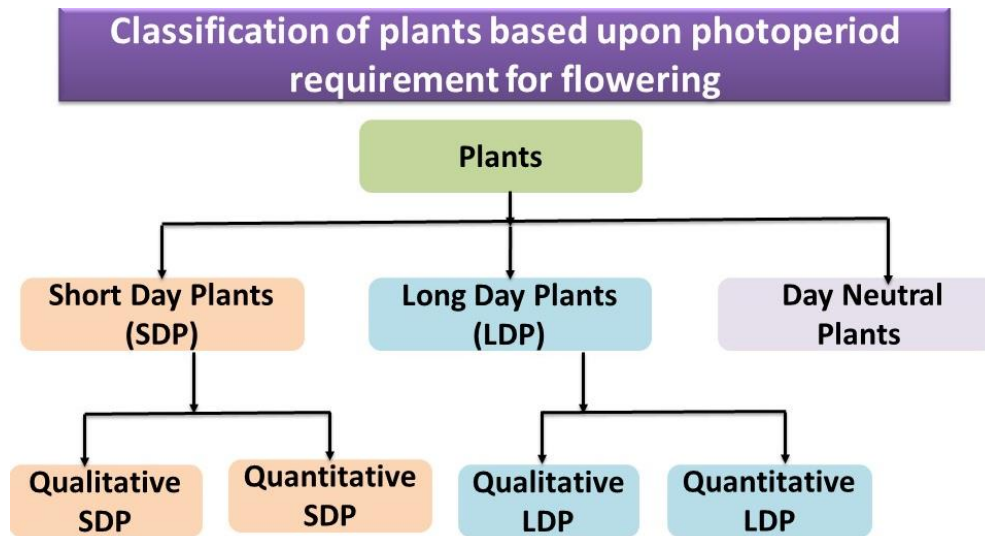 Classification of plants based upon photoperiod
requirement for flowering
Plants
Short Day Plants
(SDP)
Long Day Plants
(LDP)
Day Neutral
Plants
Qualitative
SDP
Quantitative
SDP
Qualitative
LDP
Quantitative
LDP